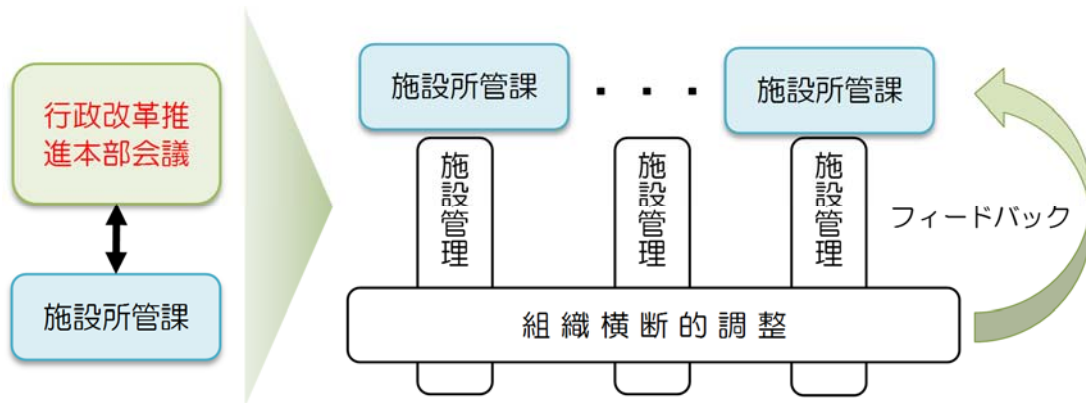 行政改革推
進本部会議
施設所管課
施設所管課
・・・
施設所管課
施設管理
施設管理
施設管理
フィードバック
組織横断的調整